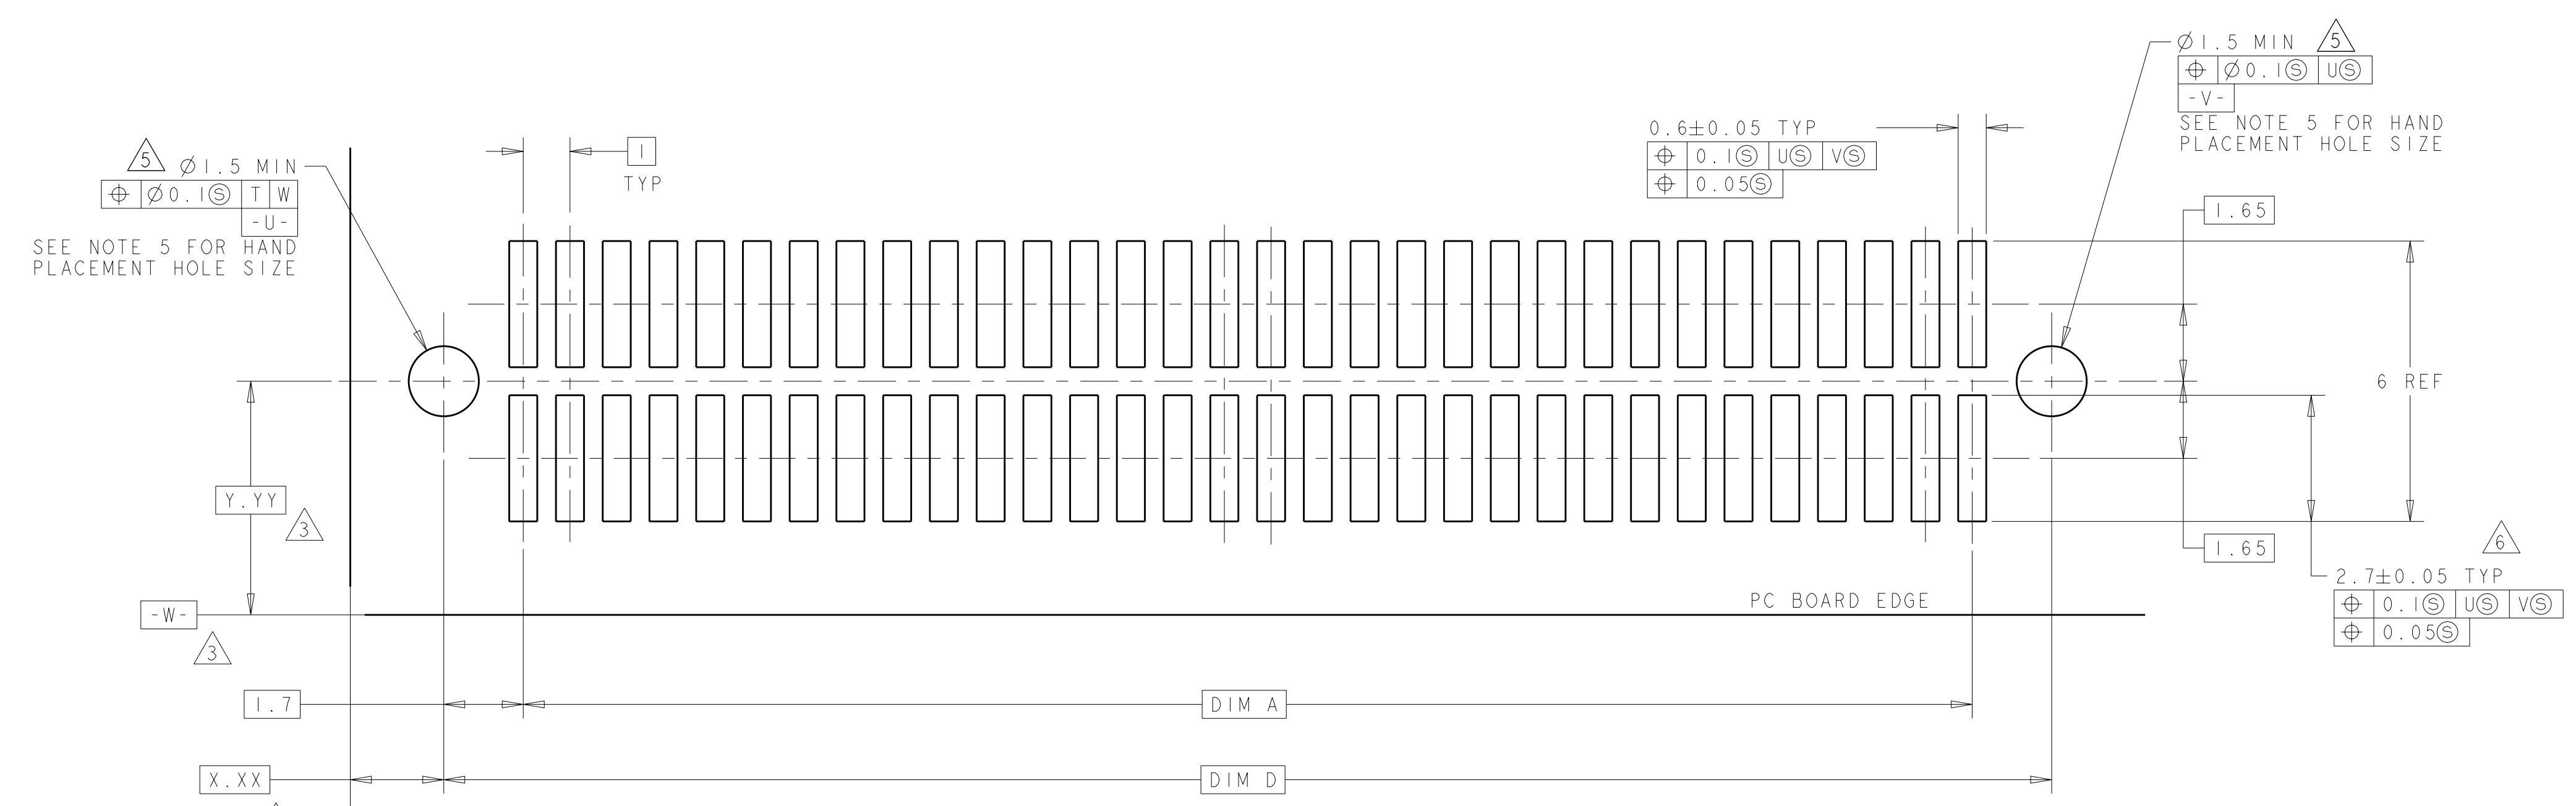 5 Ø1.5 MIN
⌖ Ø0.1Ⓢ T W
-U-
SEE NOTE 5 FOR HAND
PLACEMENT HOLE SIZE
1
TYP
0.6±0.05 TYP
⌖ 0.1Ⓢ UⓈ VⓈ
⌖ 0.05Ⓢ
Ø1.5 MIN 5
⌖ Ø0.1Ⓢ UⓈ
-V-
SEE NOTE 5 FOR HAND
PLACEMENT HOLE SIZE
1.65
6 REF
1.65
6
2.7±0.05 TYP
⌖ 0.1Ⓢ UⓈ VⓈ
⌖ 0.05Ⓢ
Y.YY
3
-W-
3
PC BOARD EDGE
1.7
DIM A
X.XX
DIM D